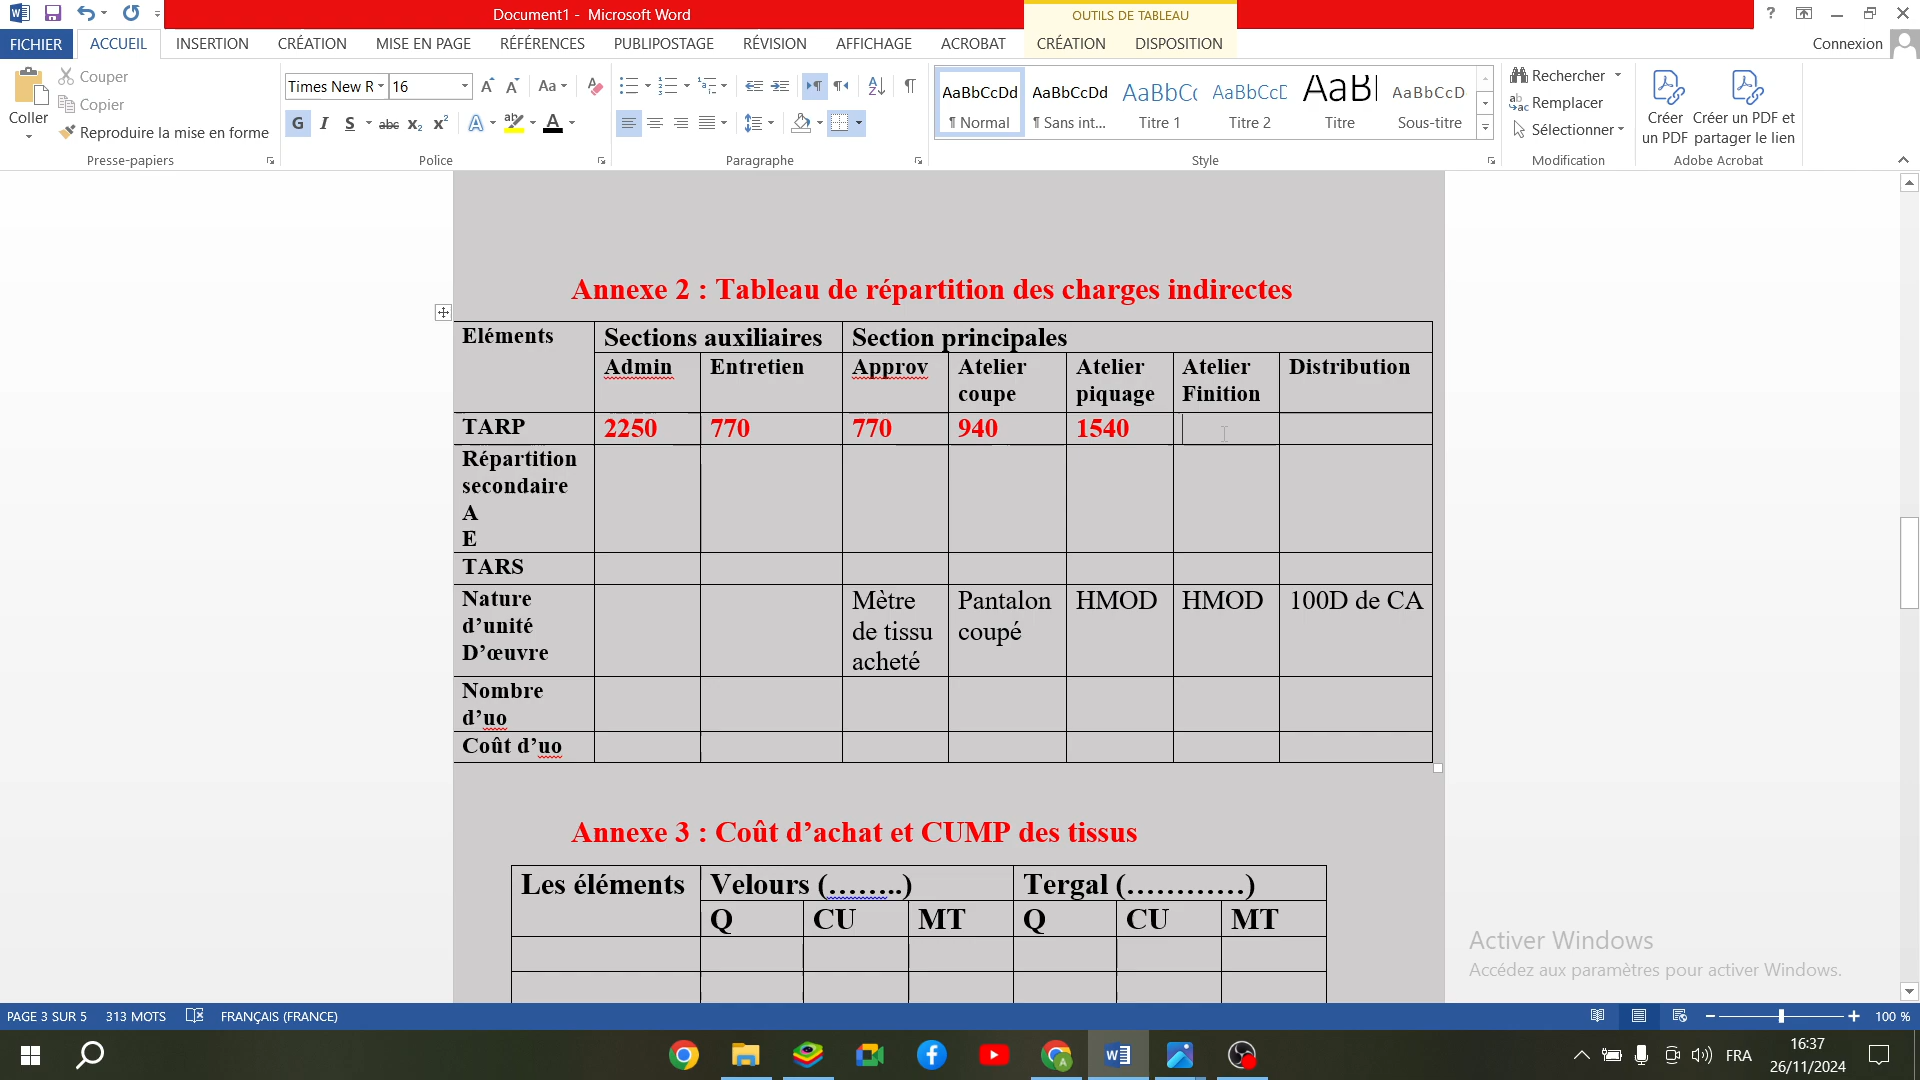 Document1 - Microsoft Word
OUTILS DE TABLEAU
FICHIER ACCUEIL INSERTION CRÉATION MISE EN PAGE RÉFÉRENCES PUBLIPOSTAGE RÉVISION AFFICHAGE ACROBAT CRÉATION DISPOSITION Connexion
Coller
Couper
Copier
Reproduire la mise en forme
Presse-papiers
Times New R 16
G I S abc X₂ X²
Police
Paragraphe
AaBbCcDd AaBbCcDd AaBbC( AaBbCcE AaBl AaBbCcD
¶ Normal ¶ Sans int... Titre 1 Titre 2 Titre Sous-titre
Style
Rechercher
Remplacer
Sélectionner
Modification
Créer un PDF
Créer un PDF et partager le lien
Adobe Acrobat
Annexe 2 : Tableau de répartition des charges indirectes
Eléments Sections auxiliaires Section principales
Admin Entretien Approv Atelier coupe Atelier piquage Atelier Finition Distribution
TARP 2250 770 770 940 1540
Répartition
secondaire
A
E
TARS
Nature d’unité D’œuvre Mètre de tissu acheté Pantalon coupé HMOD HMOD 100D de CA
Nombre
d’uo
Coût d’uo
Annexe 3 : Coût d’achat et CUMP des tissus
Les éléments Velours (……..) Tergal (…………)
Q CU MT Q CU MT
Activer Windows
Accédez aux paramètres pour activer Windows.
PAGE 3 SUR 5 313 MOTS FRANÇAIS (FRANCE) 100 %
FRA
16:37
26/11/2024